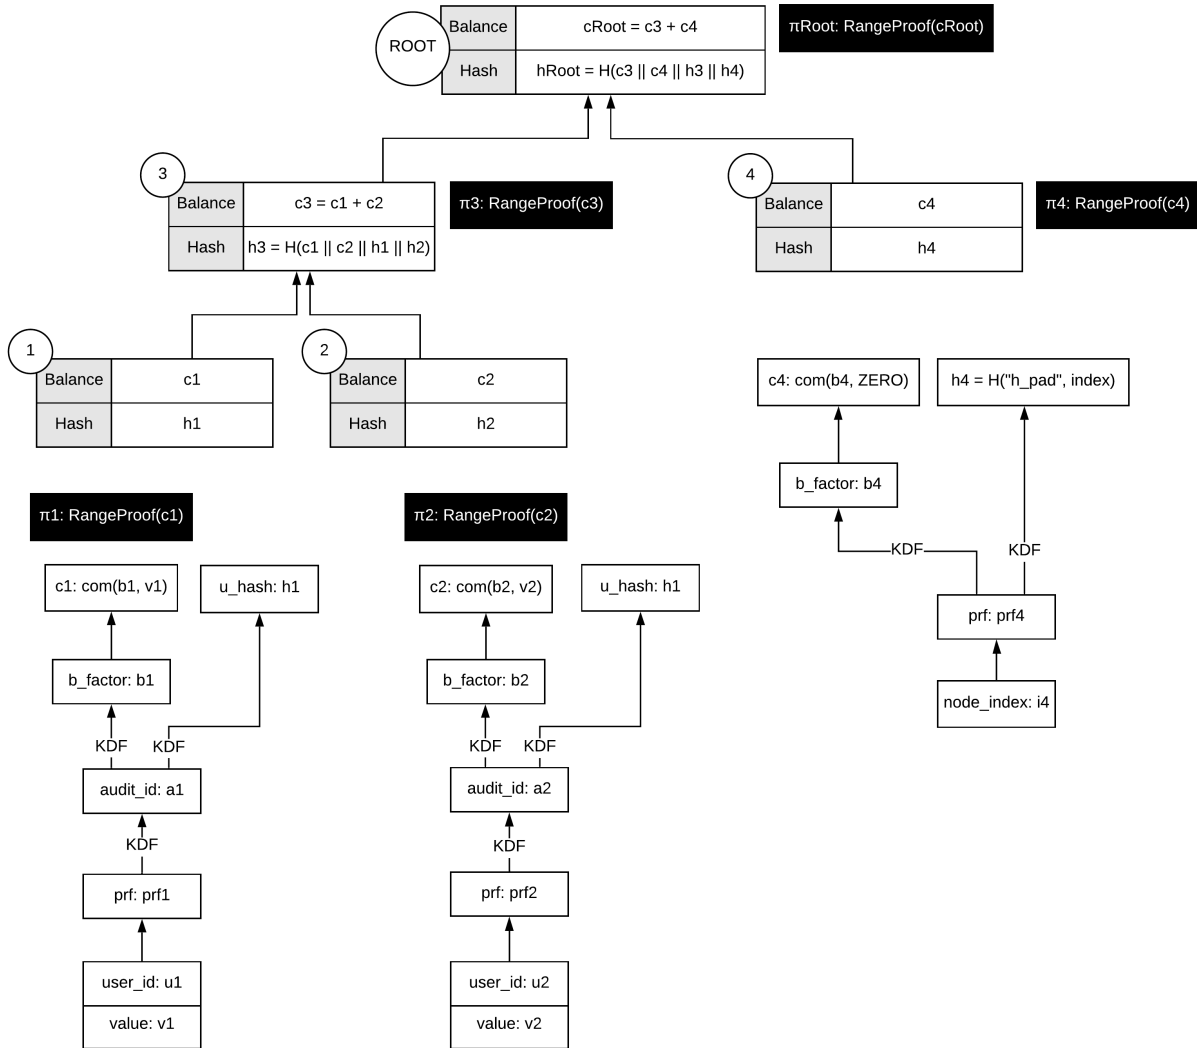 ROOT
Balance
cRoot = c3 + c4
Hash
hRoot = H(c3 || c4 || h3 || h4)
πRoot: RangeProof(cRoot)
3
Balance
c3 = c1 + c2
Hash
h3 = H(c1 || c2 || h1 || h2)
π3: RangeProof(c3)
4
Balance
c4
Hash
h4
π4: RangeProof(c4)
1
Balance
c1
Hash
h1
2
Balance
c2
Hash
h2
π1: RangeProof(c1)
c1: com(b1, v1)
u_hash: h1
b_factor: b1
KDF
KDF
audit_id: a1
KDF
prf: prf1
user_id: u1
value: v1
π2: RangeProof(c2)
c2: com(b2, v2)
u_hash: h1
b_factor: b2
KDF
KDF
audit_id: a2
KDF
prf: prf2
user_id: u2
value: v2
c4: com(b4, ZERO)
h4 = H("h_pad", index)
b_factor: b4
KDF
KDF
prf: prf4
node_index: i4